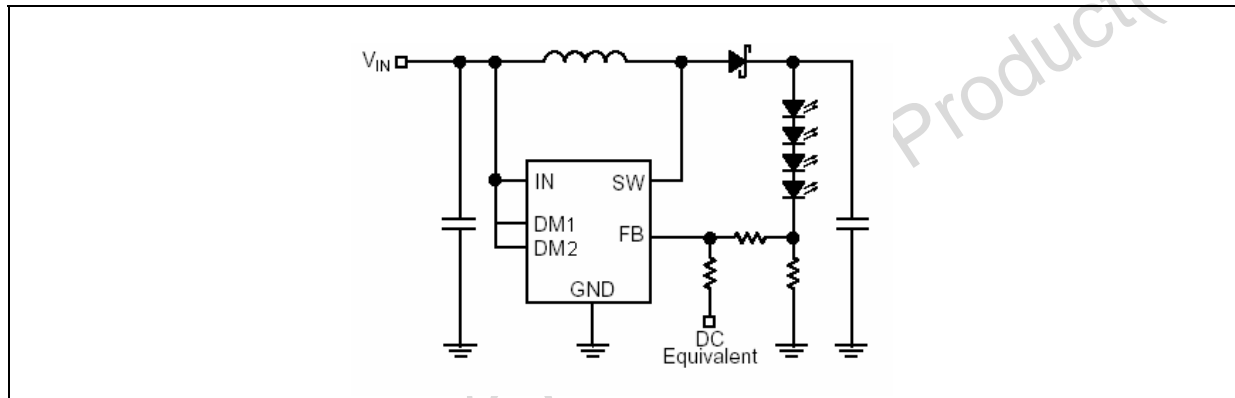 Product(
VIN
IN
SW
DM1
FB
DM2
GND
DC
Equivalent